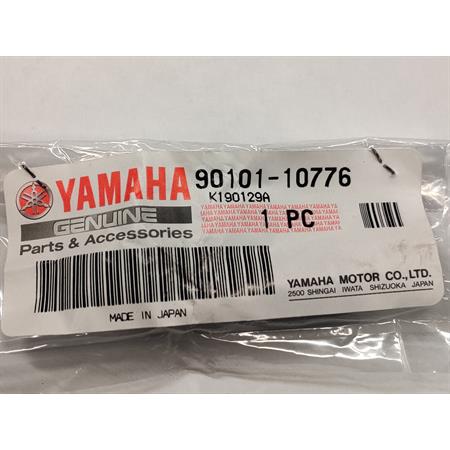 YAMAHA 90101-10776
K190129A
GENUINE
Parts & Accessories
1 PC
YAMAHA MOTOR CO., LTD.
2500 SHINGAI IWATA SHIZUOKA JAPAN
MADE IN JAPAN